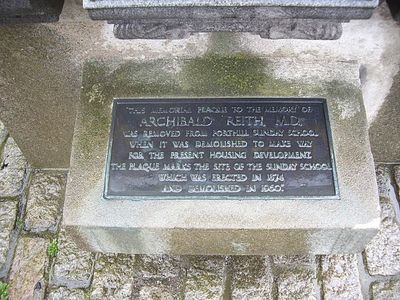 "THE MEMORIAL PLAQUE TO THE MEMORY OF
ARCHIBALD REITH, M.D."
WAS REMOVED FROM PORTHILL SUNDAY SCHOOL
WHEN IT WAS DEMOLISHED TO MAKE WAY
FOR THE PRESENT HOUSING DEVELOPMENT.
THE PLAQUE MARKS THE SITE OF THE SUNDAY SCHOOL
WHICH WAS ERECTED IN 1874
AND DEMOLISHED IN 1960.